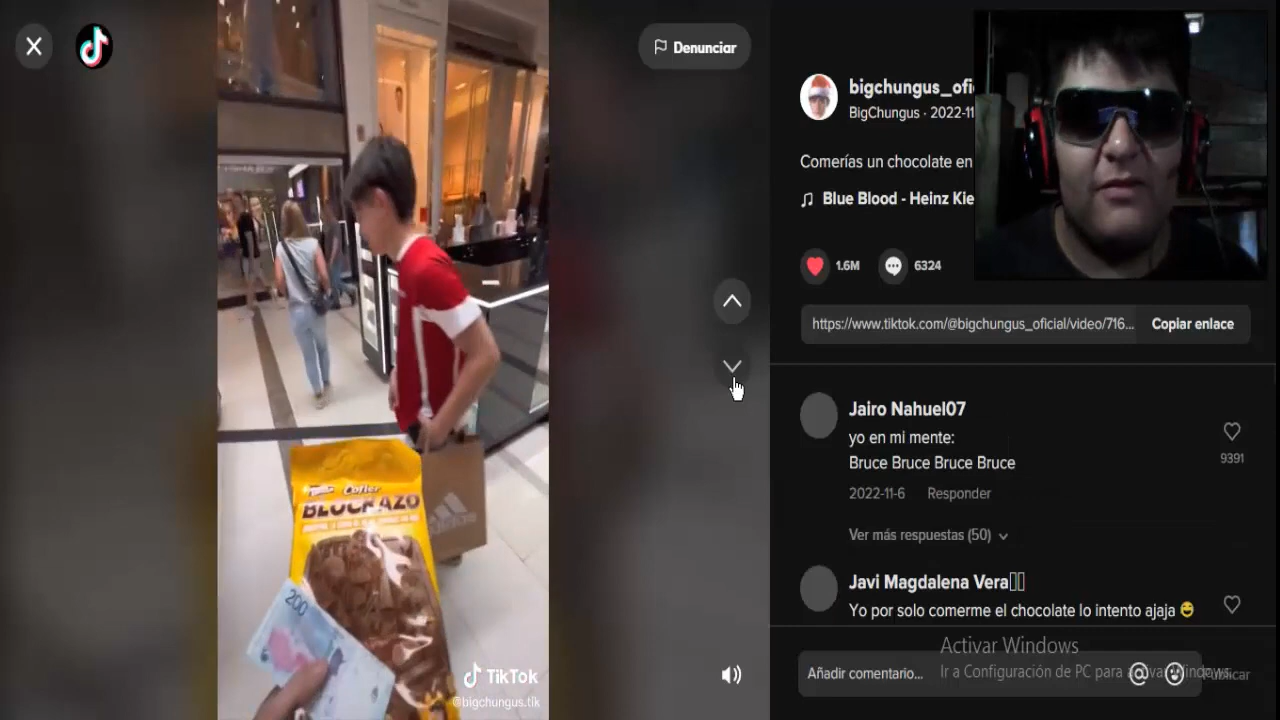 Denunciar
bigchungus_ofi
BigChungus · 2022-11
Comerías un chocolate en
Blue Blood - Heinz Kie
1.6M
6324
https://www.tiktok.com/@bigchungus_oficial/video/716...
Copiar enlace
Jairo Nahuel07
yo en mi mente:
Bruce Bruce Bruce Bruce
9391
2022-11-6 Responder
Ver más respuestas (50)
Javi Magdalena Vera
Yo por solo comerme el chocolate lo intento ajaja 😅
Activar Windows
Ir a Configuración de PC para activar Windows.
Añadir comentario...
Publicar
Cofler
BLOCKAZO
adidas
200
TikTok
@bigchungus.tik